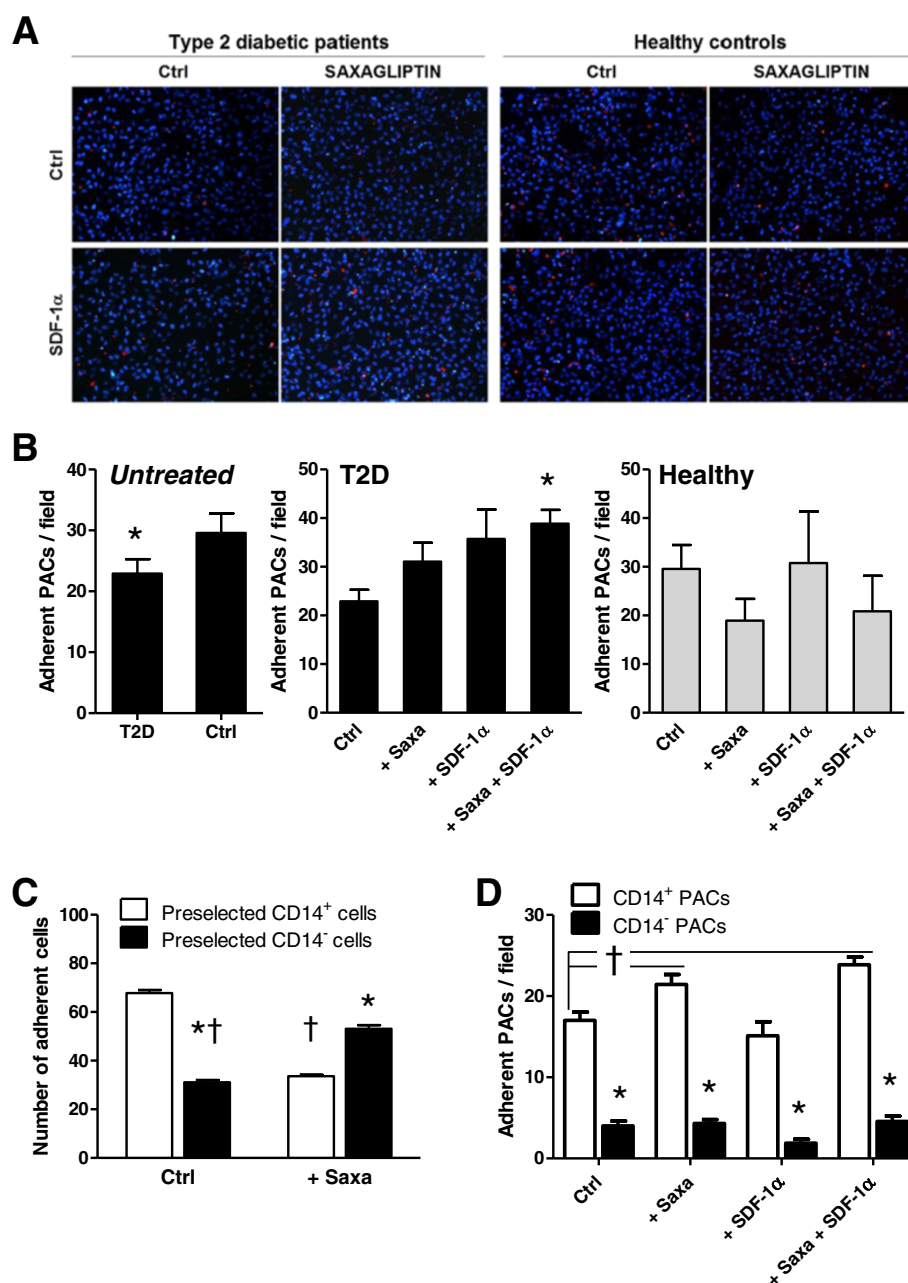 A
Type 2 diabetic patients
Healthy controls
Ctrl
SAXAGLIPTIN
Ctrl
SAXAGLIPTIN
Ctrl
SDF-1α
B
Adherent PACs / field
40
30
20
10
0
Untreated
*
T2D
Ctrl
Adherent PACs / field
50
40
30
20
10
0
T2D
*
Ctrl
+ Saxa
+ SDF-1α
+ Saxa + SDF-1α
Adherent PACs / field
50
40
30
20
10
0
Healthy
Ctrl
+ Saxa
+ SDF-1α
+ Saxa + SDF-1α
C
Preselected CD14+ cells
Preselected CD14- cells
Number of adherent cells
100
80
60
40
20
0
*†
†
*
Ctrl
+ Saxa
D
CD14+ PACs
CD14- PACs
Adherent PACs / field
30
20
10
0
†
*
*
*
*
Ctrl
+ Saxa
+ SDF-1α
+ Saxa + SDF-1α